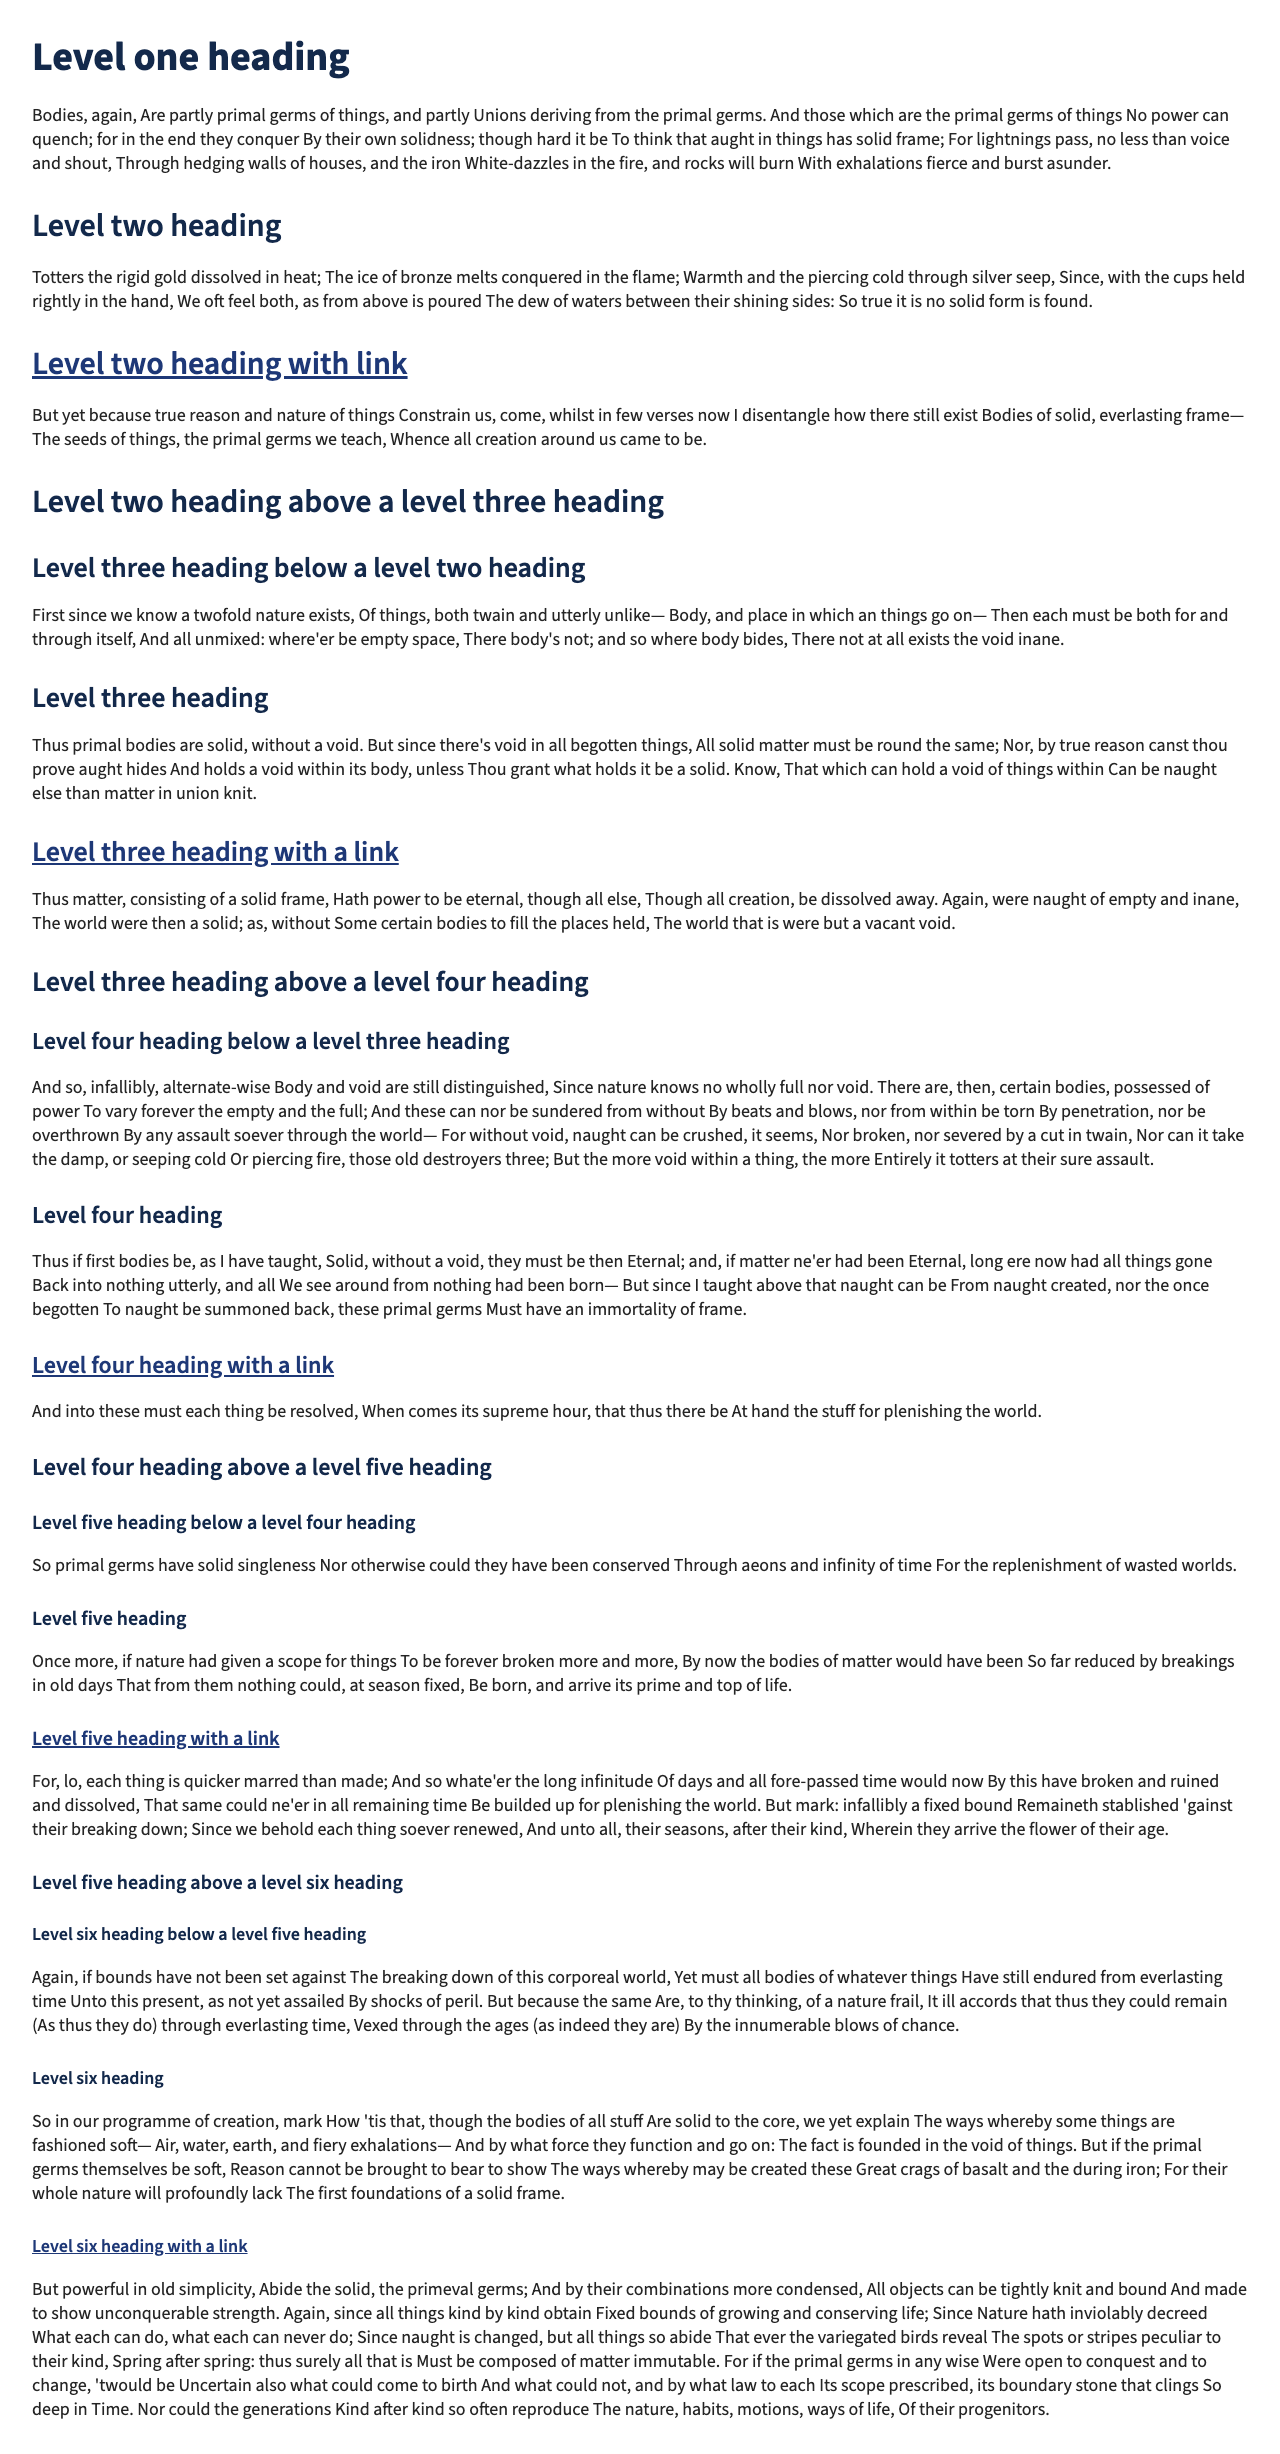 Level one heading
Bodies, again, Are partly primal germs of things, and partly Unions deriving from the primal germs. And those which are the primal germs of things No power can
quench; for in the end they conquer By their own solidness; though hard it be To think that aught in things has solid frame; For lightnings pass, no less than voice
and shout, Through hedging walls of houses, and the iron White-dazzles in the fire, and rocks will burn With exhalations fierce and burst asunder.
Level two heading
Totters the rigid gold dissolved in heat; The ice of bronze melts conquered in the flame; Warmth and the piercing cold through silver seep, Since, with the cups held
rightly in the hand, We oft feel both, as from above is poured The dew of waters between their shining sides: So true it is no solid form is found.
Level two heading with link
But yet because true reason and nature of things Constrain us, come, whilst in few verses now I disentangle how there still exist Bodies of solid, everlasting frame—
The seeds of things, the primal germs we teach, Whence all creation around us came to be.
Level two heading above a level three heading
Level three heading below a level two heading
First since we know a twofold nature exists, Of things, both twain and utterly unlike— Body, and place in which an things go on— Then each must be both for and
through itself, And all unmixed: where'er be empty space, There body's not; and so where body bides, There not at all exists the void inane.
Level three heading
Thus primal bodies are solid, without a void. But since there's void in all begotten things, All solid matter must be round the same; Nor, by true reason canst thou
prove aught hides And holds a void within its body, unless Thou grant what holds it be a solid. Know, That which can hold a void of things within Can be naught
else than matter in union knit.
Level three heading with a link
Thus matter, consisting of a solid frame, Hath power to be eternal, though all else, Though all creation, be dissolved away. Again, were naught of empty and inane,
The world were then a solid; as, without Some certain bodies to fill the places held, The world that is were but a vacant void.
Level three heading above a level four heading
Level four heading below a level three heading
And so, infallibly, alternate-wise Body and void are still distinguished, Since nature knows no wholly full nor void. There are, then, certain bodies, possessed of
power To vary forever the empty and the full; And these can nor be sundered from without By beats and blows, nor from within be torn By penetration, nor be
overthrown By any assault soever through the world— For without void, naught can be crushed, it seems, Nor broken, nor severed by a cut in twain, Nor can it take
the damp, or seeping cold Or piercing fire, those old destroyers three; But the more void within a thing, the more Entirely it totters at their sure assault.
Level four heading
Thus if first bodies be, as I have taught, Solid, without a void, they must be then Eternal; and, if matter ne'er had been Eternal, long ere now had all things gone
Back into nothing utterly, and all We see around from nothing had been born— But since I taught above that naught can be From naught created, nor the once
begotten To naught be summoned back, these primal germs Must have an immortality of frame.
Level four heading with a link
And into these must each thing be resolved, When comes its supreme hour, that thus there be At hand the stuff for plenishing the world.
Level four heading above a level five heading
Level five heading below a level four heading
So primal germs have solid singleness Nor otherwise could they have been conserved Through aeons and infinity of time For the replenishment of wasted worlds.
Level five heading
Once more, if nature had given a scope for things To be forever broken more and more, By now the bodies of matter would have been So far reduced by breakings
in old days That from them nothing could, at season fixed, Be born, and arrive its prime and top of life.
Level five heading with a link
For, lo, each thing is quicker marred than made; And so whate'er the long infinitude Of days and all fore-passed time would now By this have broken and ruined
and dissolved, That same could ne'er in all remaining time Be builded up for plenishing the world. But mark: infallibly a fixed bound Remaineth stablished 'gainst
their breaking down; Since we behold each thing soever renewed, And unto all, their seasons, after their kind, Wherein they arrive the flower of their age.
Level five heading above a level six heading
Level six heading below a level five heading
Again, if bounds have not been set against The breaking down of this corporeal world, Yet must all bodies of whatever things Have still endured from everlasting
time Unto this present, as not yet assailed By shocks of peril. But because the same Are, to thy thinking, of a nature frail, It ill accords that thus they could remain
(As thus they do) through everlasting time, Vexed through the ages (as indeed they are) By the innumerable blows of chance.
Level six heading
So in our programme of creation, mark How 'tis that, though the bodies of all stuff Are solid to the core, we yet explain The ways whereby some things are
fashioned soft— Air, water, earth, and fiery exhalations— And by what force they function and go on: The fact is founded in the void of things. But if the primal
germs themselves be soft, Reason cannot be brought to bear to show The ways whereby may be created these Great crags of basalt and the during iron; For their
whole nature will profoundly lack The first foundations of a solid frame.
Level six heading with a link
But powerful in old simplicity, Abide the solid, the primeval germs; And by their combinations more condensed, All objects can be tightly knit and bound And made
to show unconquerable strength. Again, since all things kind by kind obtain Fixed bounds of growing and conserving life; Since Nature hath inviolably decreed
What each can do, what each can never do; Since naught is changed, but all things so abide That ever the variegated birds reveal The spots or stripes peculiar to
their kind, Spring after spring: thus surely all that is Must be composed of matter immutable. For if the primal germs in any wise Were open to conquest and to
change, 'twould be Uncertain also what could come to birth And what could not, and by what law to each Its scope prescribed, its boundary stone that clings So
deep in Time. Nor could the generations Kind after kind so often reproduce The nature, habits, motions, ways of life, Of their progenitors.